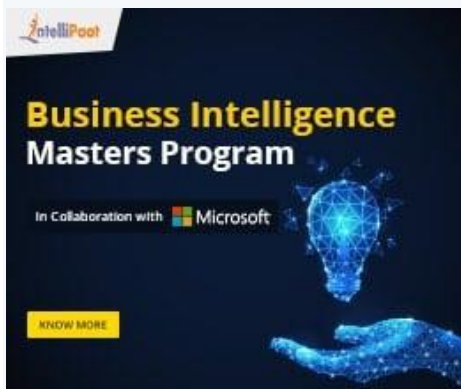 IntelliPaat
Business Intelligence
Masters Program
In Collaboration with Microsoft
KNOW MORE